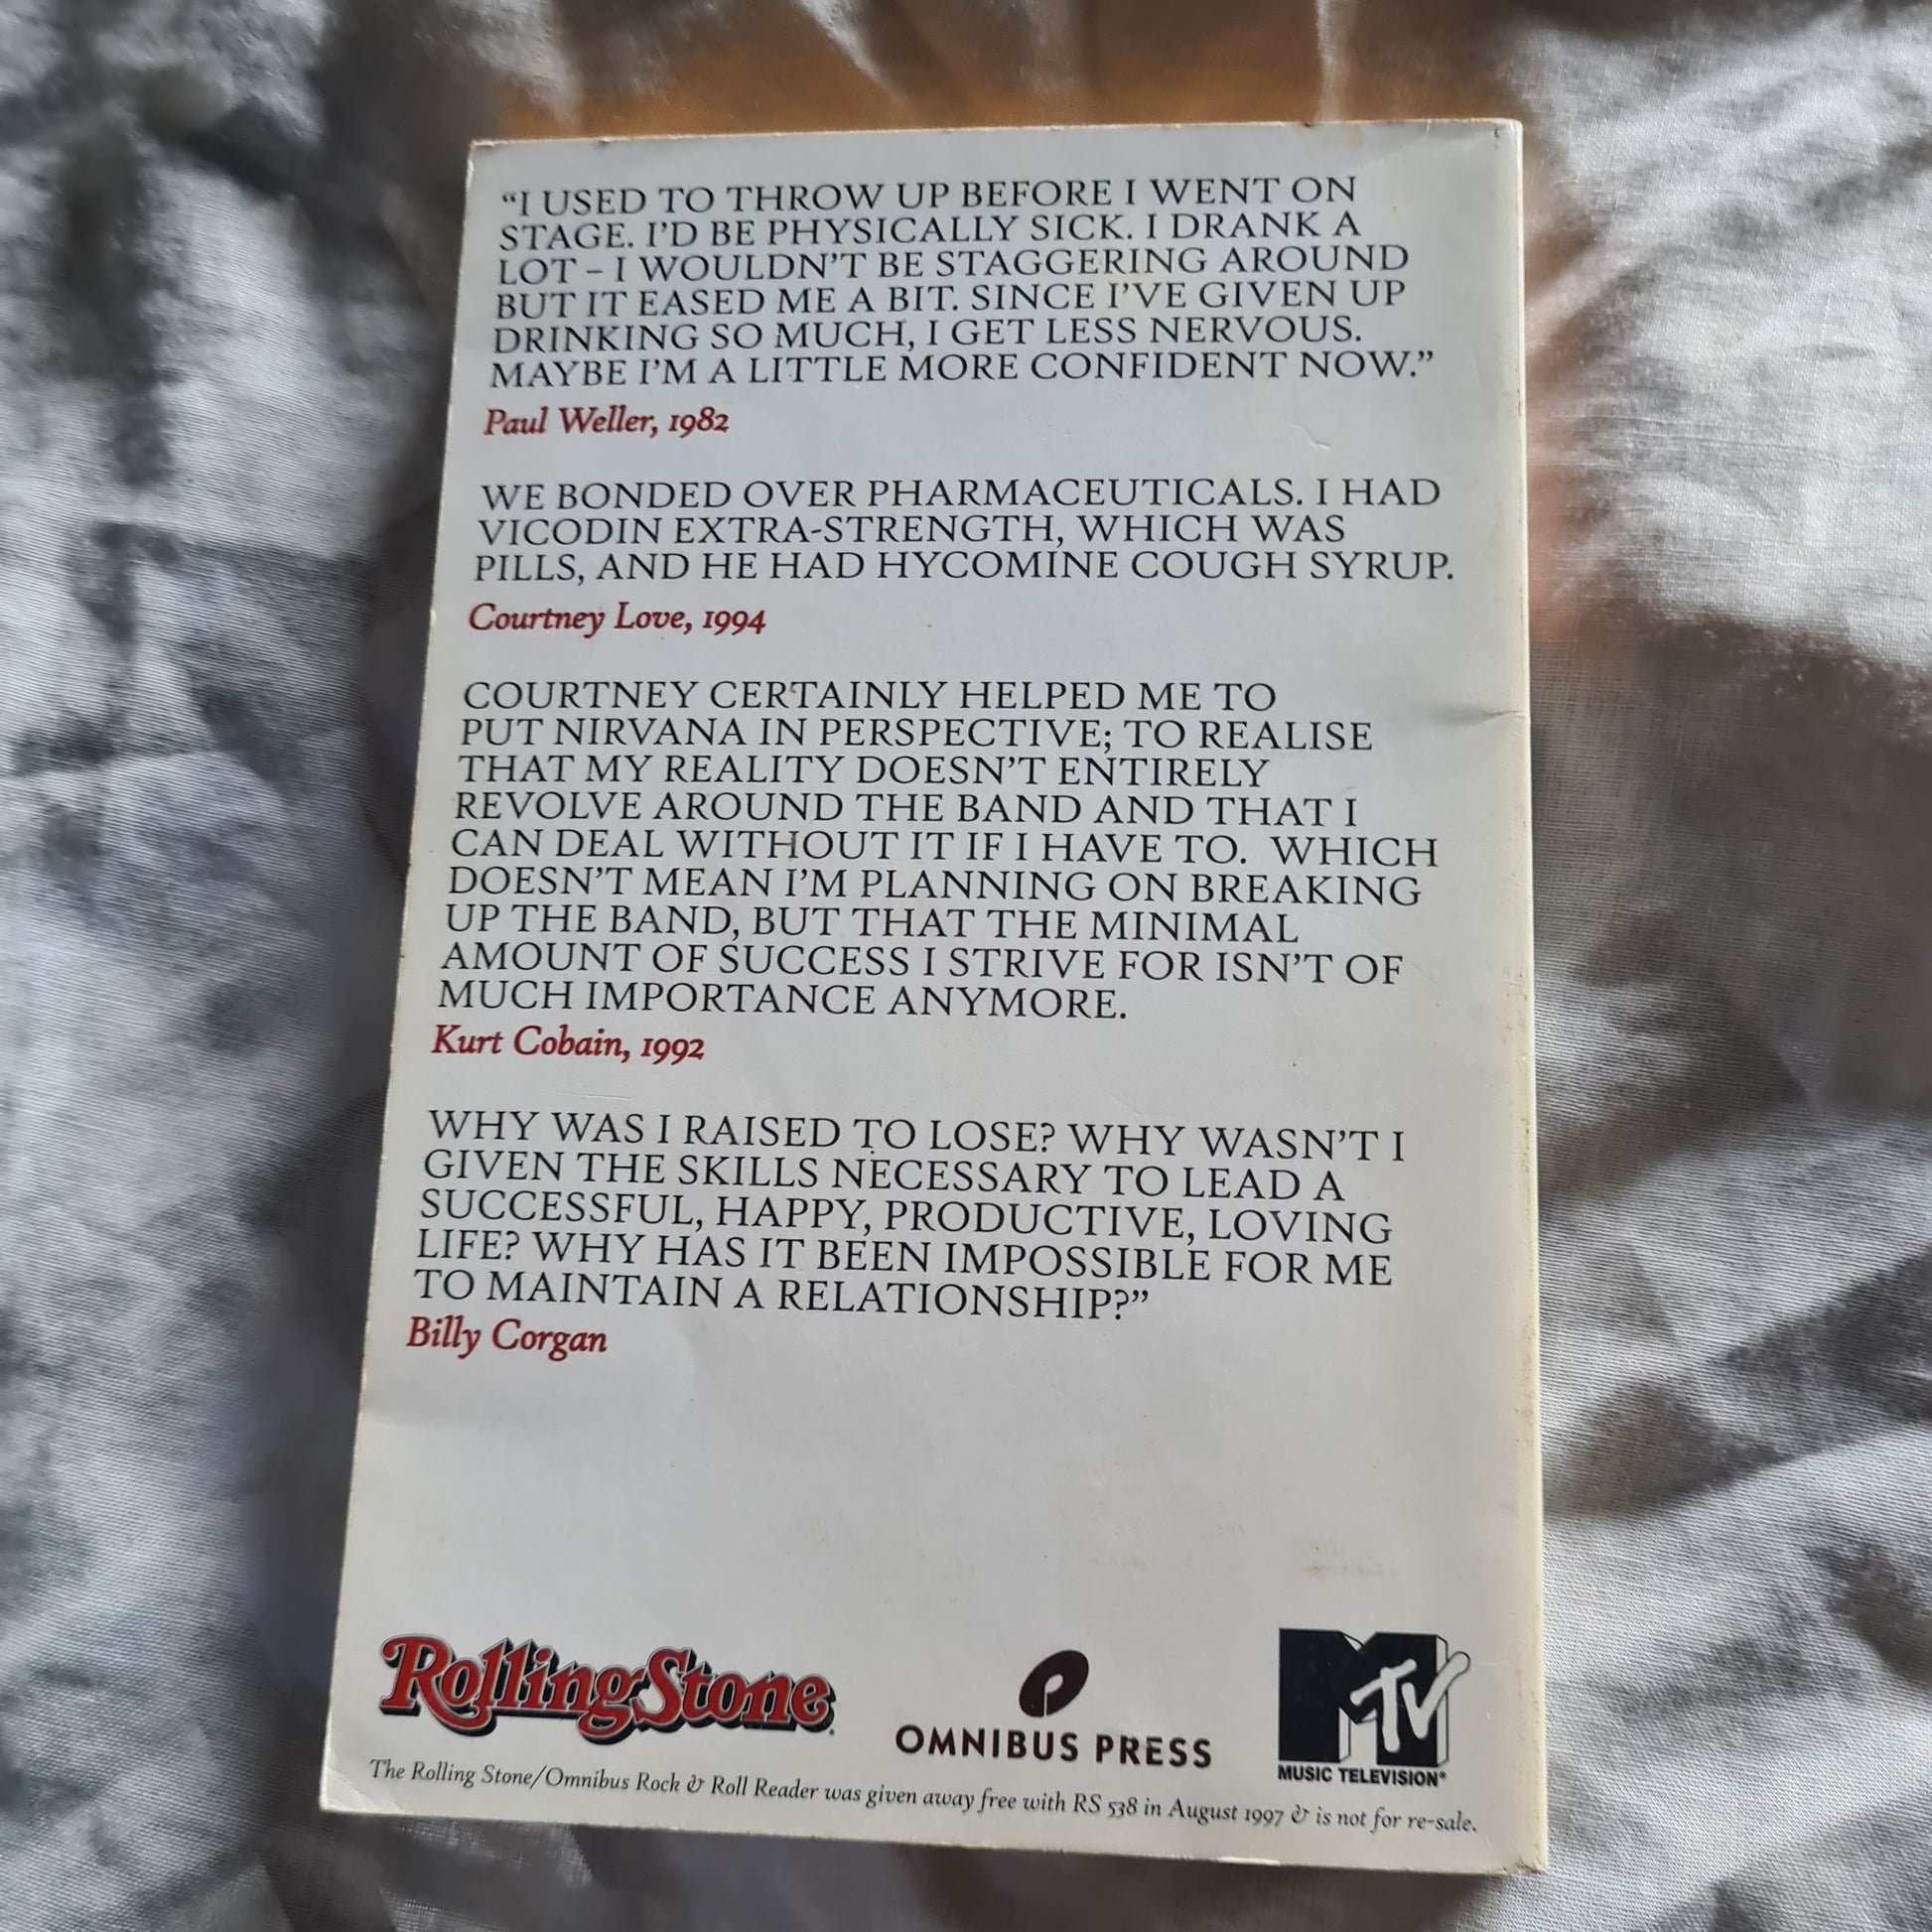 “I USED TO THROW UP BEFORE I WENT ON
STAGE. I’D BE PHYSICALLY SICK. I DRANK A
LOT – I WOULDN’T BE STAGGERING AROUND
BUT IT EASED ME A BIT. SINCE I’VE GIVEN UP
DRINKING SO MUCH, I GET LESS NERVOUS.
MAYBE I’M A LITTLE MORE CONFIDENT NOW.”
Paul Weller, 1982
WE BONDED OVER PHARMACEUTICALS. I HAD
VICODIN EXTRA-STRENGTH, WHICH WAS
PILLS, AND HE HAD HYCOMINE COUGH SYRUP.
Courtney Love, 1994
COURTNEY CERTAINLY HELPED ME TO
PUT NIRVANA IN PERSPECTIVE; TO REALISE
THAT MY REALITY DOESN’T ENTIRELY
REVOLVE AROUND THE BAND AND THAT I
CAN DEAL WITHOUT IT IF I HAVE TO. WHICH
DOESN’T MEAN I’M PLANNING ON BREAKING
UP THE BAND, BUT THAT THE MINIMAL
AMOUNT OF SUCCESS I STRIVE FOR ISN’T OF
MUCH IMPORTANCE ANYMORE.
Kurt Cobain, 1992
WHY WAS I RAISED TO LOSE? WHY WASN’T I
GIVEN THE SKILLS NECESSARY TO LEAD A
SUCCESSFUL, HAPPY, PRODUCTIVE, LOVING
LIFE? WHY HAS IT BEEN IMPOSSIBLE FOR ME
TO MAINTAIN A RELATIONSHIP?”
Billy Corgan
RollingStone.
OMNIBUS PRESS
MTV
MUSIC TELEVISION®
The Rolling Stone/Omnibus Rock & Roll Reader was given away free with RS 538 in August 1997 & is not for re-sale.